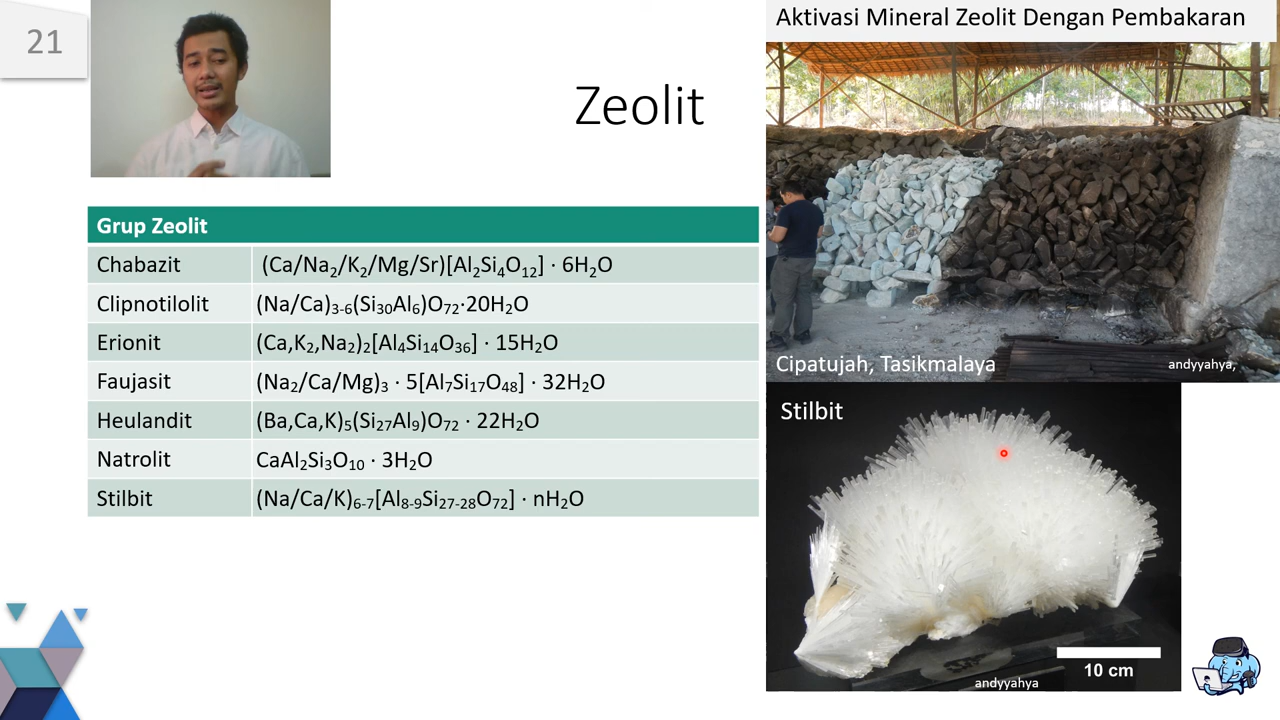 21
Zeolit
Grup Zeolit
Chabazit (Ca/Na₂/K₂/Mg/Sr)[Al₂Si₄O₁₂] · 6H₂O
Clipnotilolit (Na/Ca)₃₋₆(Si₃₀Al₆)O₇₂·20H₂O
Erionit (Ca,K₂,Na₂)₂[Al₄Si₁₄O₃₆] · 15H₂O
Faujasit (Na₂/Ca/Mg)₃ · 5[Al₇Si₁₇O₄₈] · 32H₂O
Heulandit (Ba,Ca,K)₅(Si₂₇Al₉)O₇₂ · 22H₂O
Natrolit CaAl₂Si₃O₁₀ · 3H₂O
Stilbit (Na/Ca/K)₆₋₇[Al₈₋₉Si₂₇₋₂₈O₇₂] · nH₂O
Aktivasi Mineral Zeolit Dengan Pembakaran
Cipatujah, Tasikmalaya
andyyahya,
Stilbit
10 cm
andyyahya